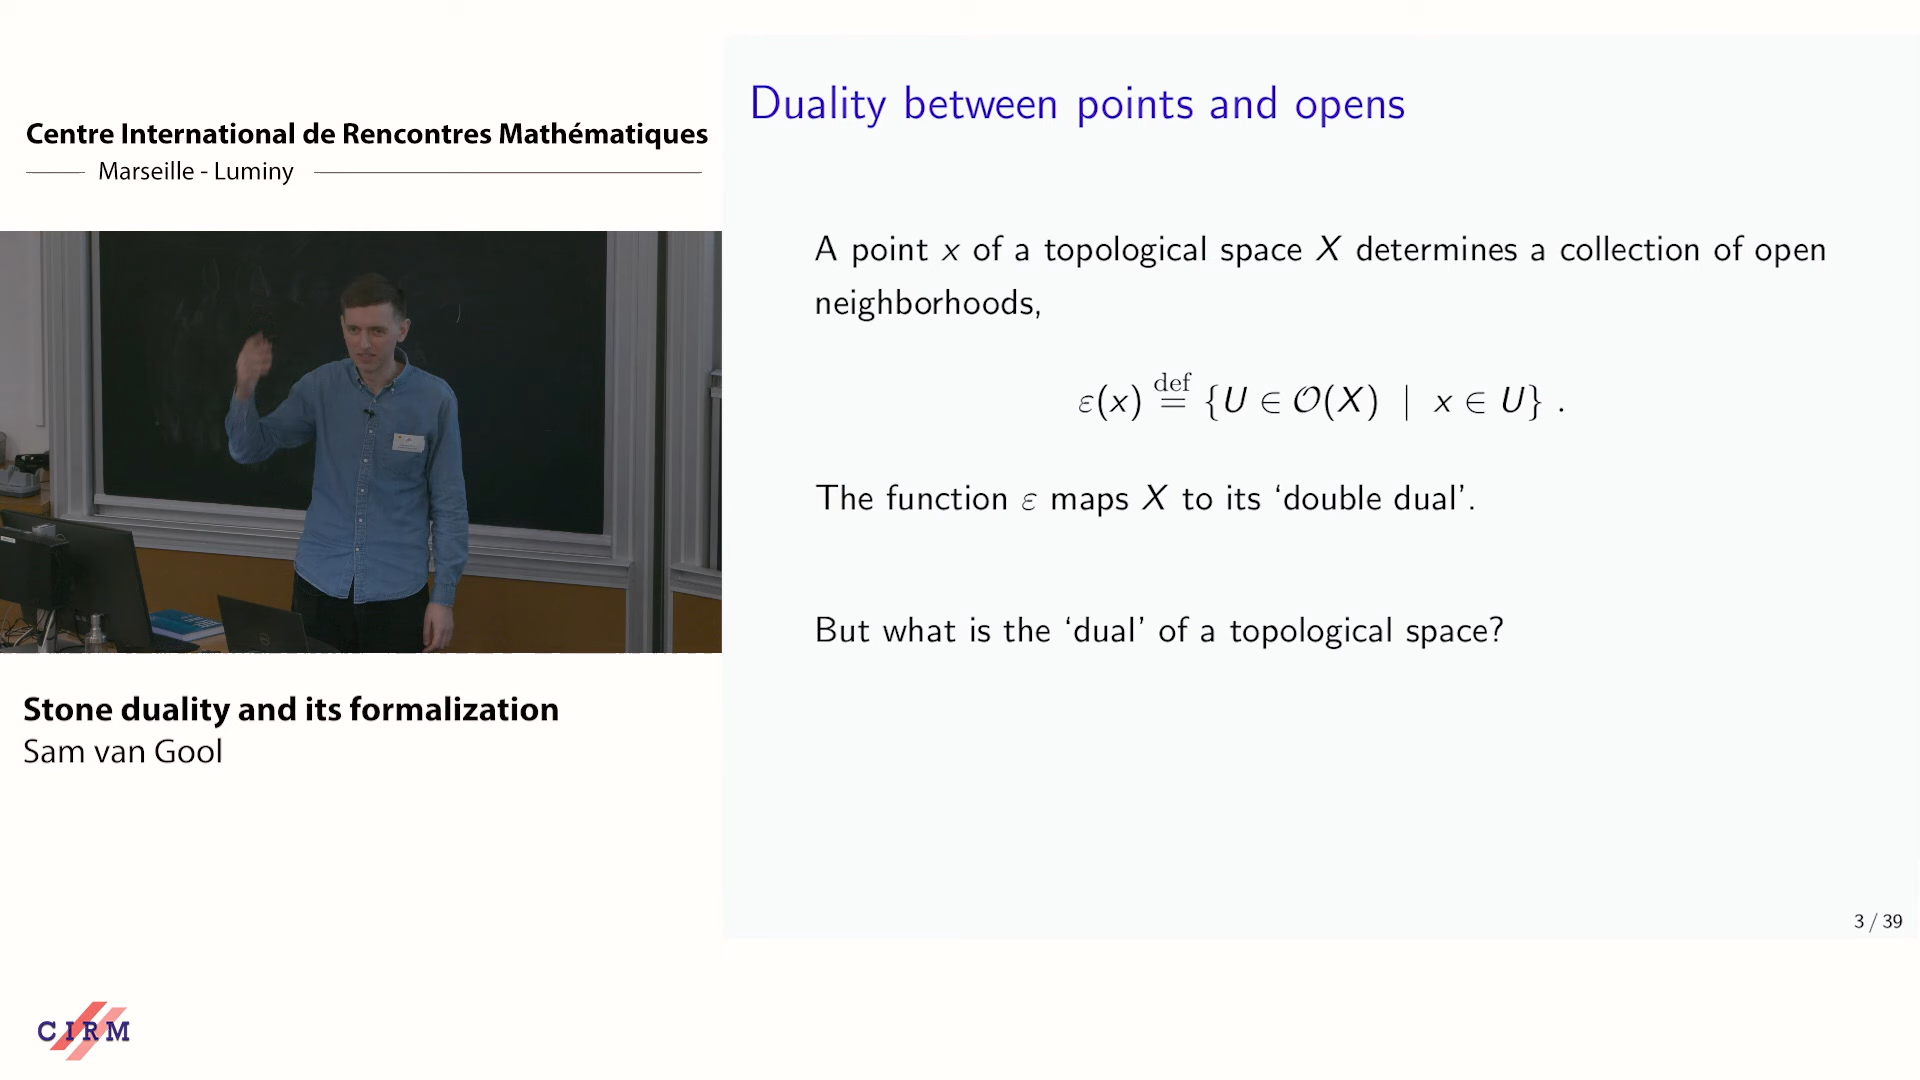 Centre International de Rencontres Mathématiques
Marseille - Luminy
Stone duality and its formalization
Sam van Gool
CIRM
Duality between points and opens
A point x of a topological space X determines a collection of open
neighborhoods,
ε(x) def= {U ∈ 𝒪(X) | x ∈ U} .
The function ε maps X to its ‘double dual’.
But what is the ‘dual’ of a topological space?
3 / 39